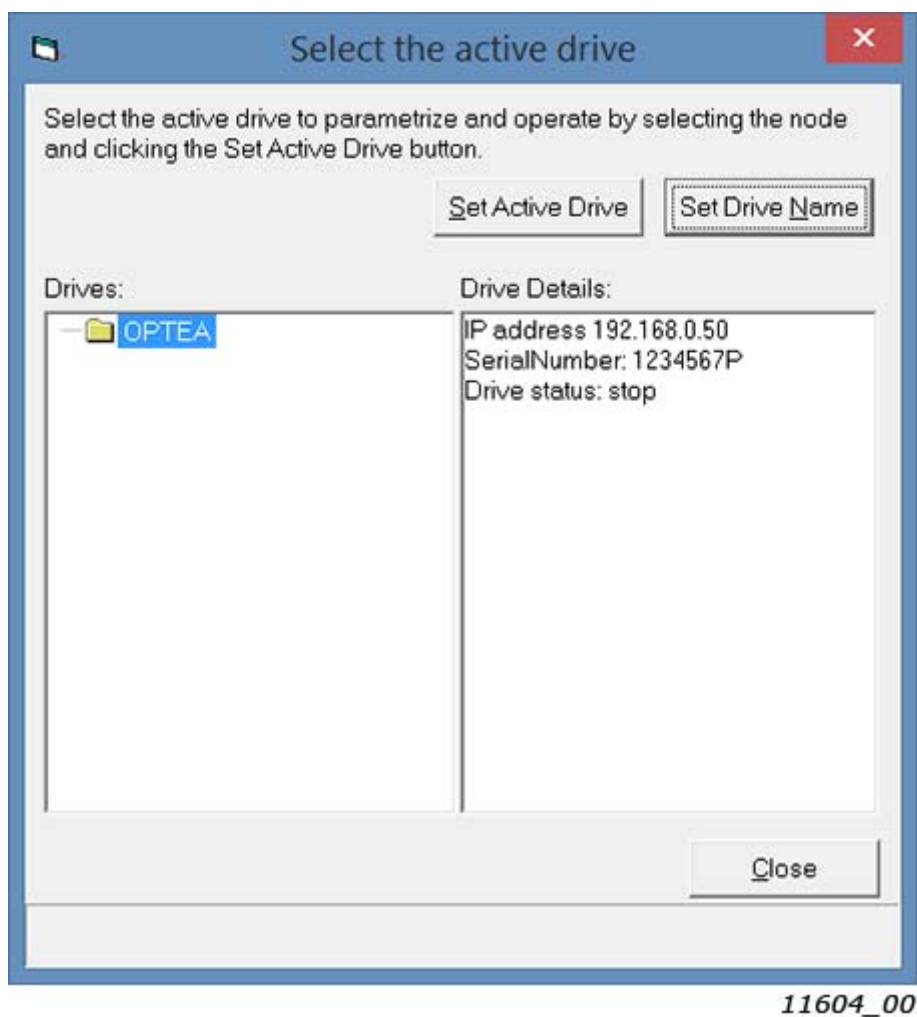 Select the active drive
Select the active drive to parametrize and operate by selecting the node
and clicking the Set Active Drive button.
Set Active Drive
Set Drive Name
Drives:
OPTEA
Drive Details:
IP address 192.168.0.50
SerialNumber: 1234567P
Drive status: stop
Close
11604_00